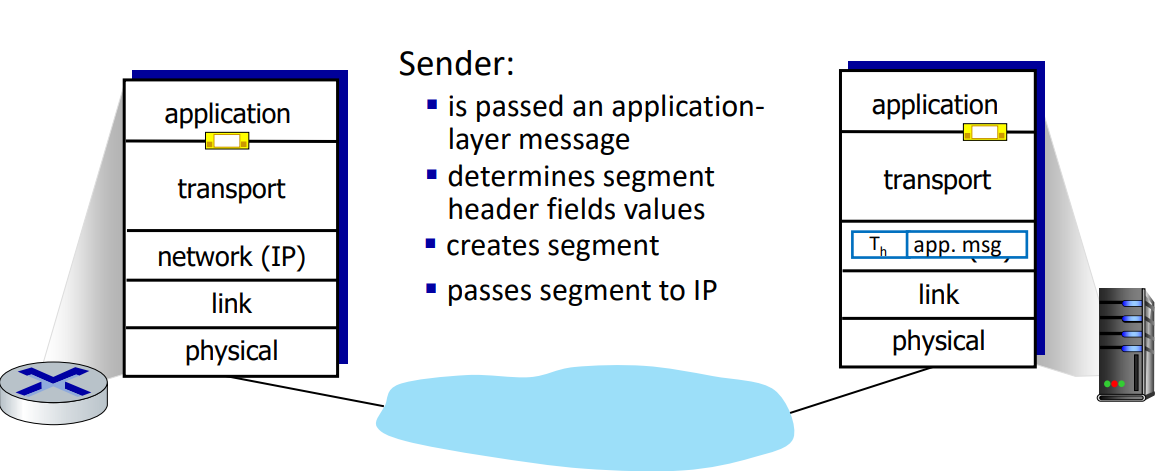 Sender:
▪ is passed an application-
layer message
▪ determines segment
header fields values
▪ creates segment
▪ passes segment to IP
application
transport
network (IP)
link
physical
application
transport
Th app. msg
link
physical